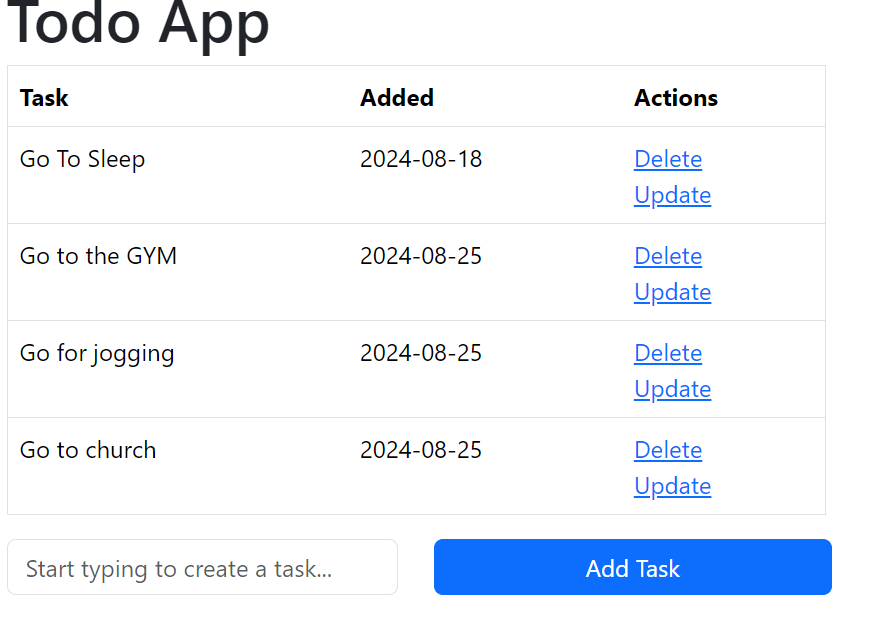 Todo App
Task Added Actions
Go To Sleep 2024-08-18 Delete
Update
Go to the GYM 2024-08-25 Delete
Update
Go for jogging 2024-08-25 Delete
Update
Go to church 2024-08-25 Delete
Update
Start typing to create a task... Add Task